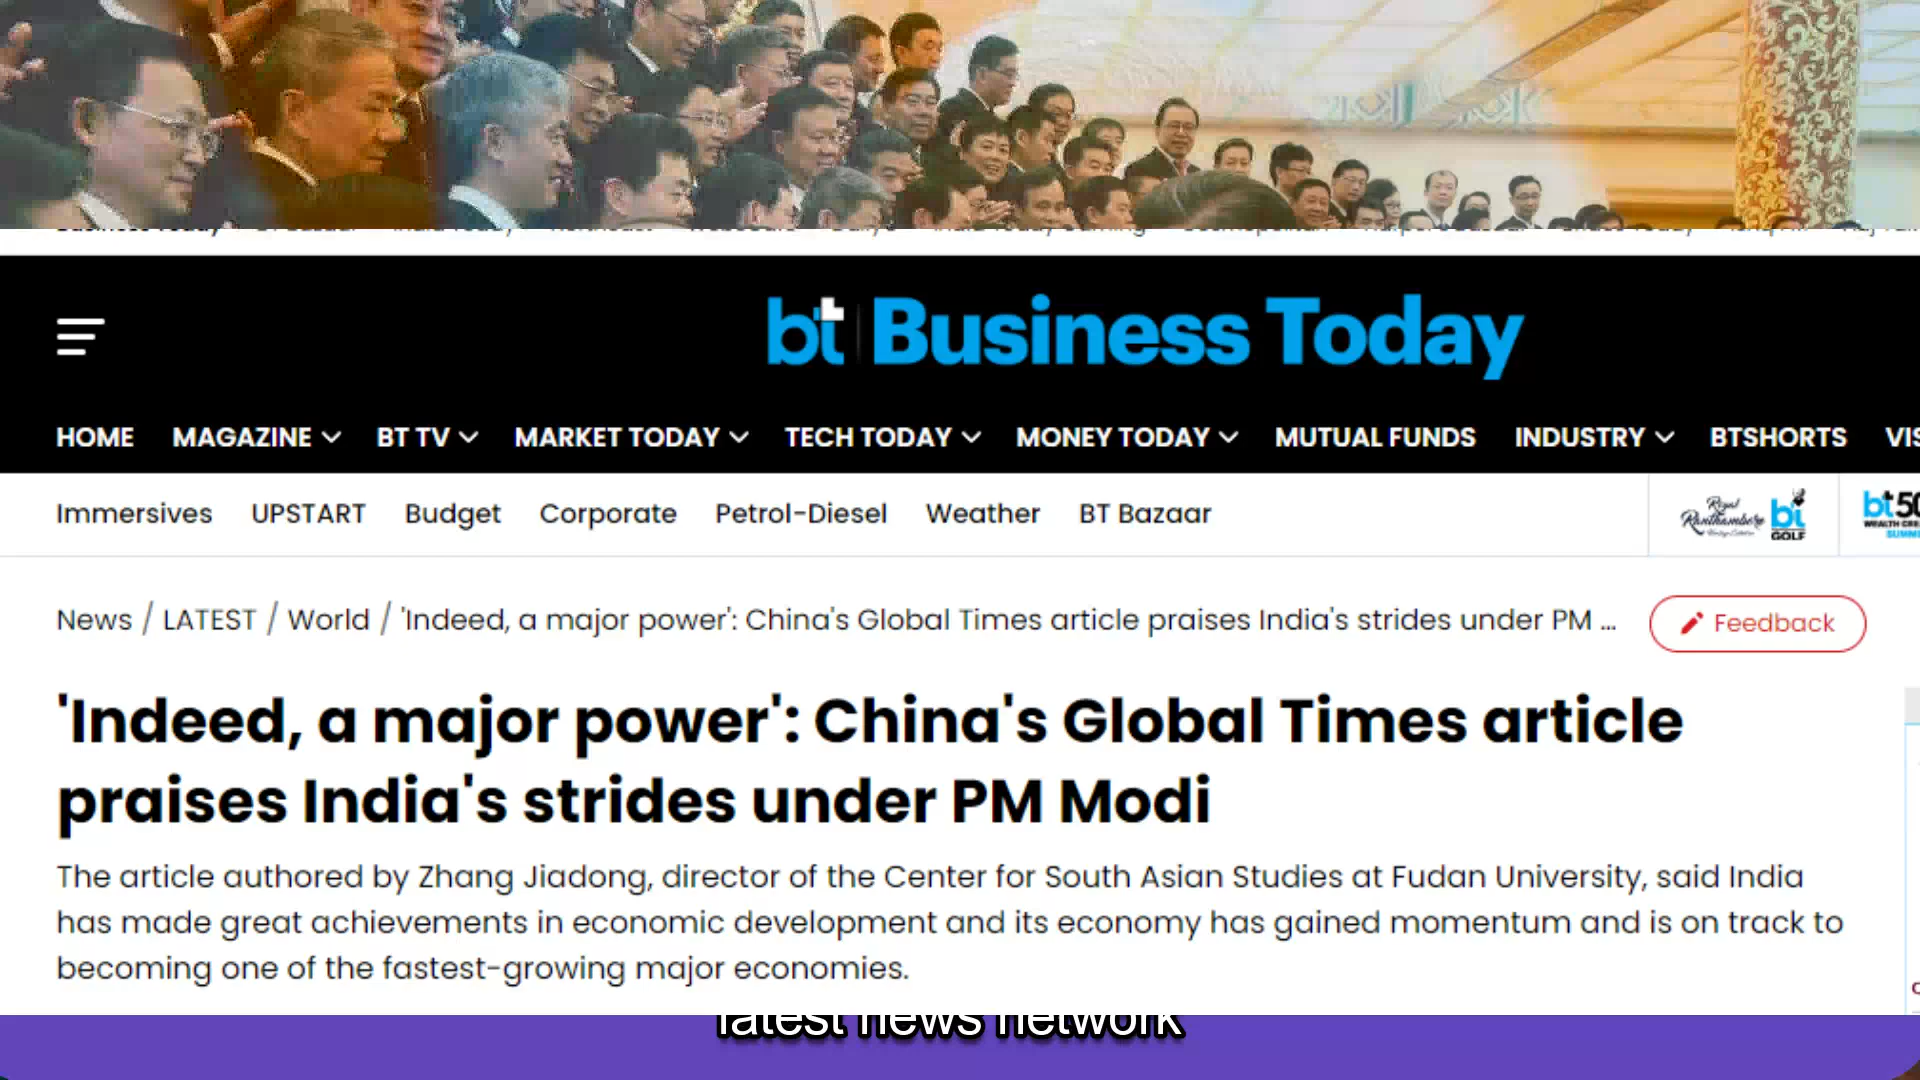 bt Business Today
HOME MAGAZINE BT TV MARKET TODAY TECH TODAY MONEY TODAY MUTUAL FUNDS INDUSTRY BTSHORTS
Immersives UPSTART Budget Corporate Petrol-Diesel Weather BT Bazaar
Royal Ranthambore bt GOLF
bt50
News / LATEST / World / 'Indeed, a major power': China's Global Times article praises India's strides under PM ...
Feedback
'Indeed, a major power': China's Global Times article
praises India's strides under PM Modi
The article authored by Zhang Jiadong, director of the Center for South Asian Studies at Fudan University, said India
has made great achievements in economic development and its economy has gained momentum and is on track to
becoming one of the fastest-growing major economies.
latest news network